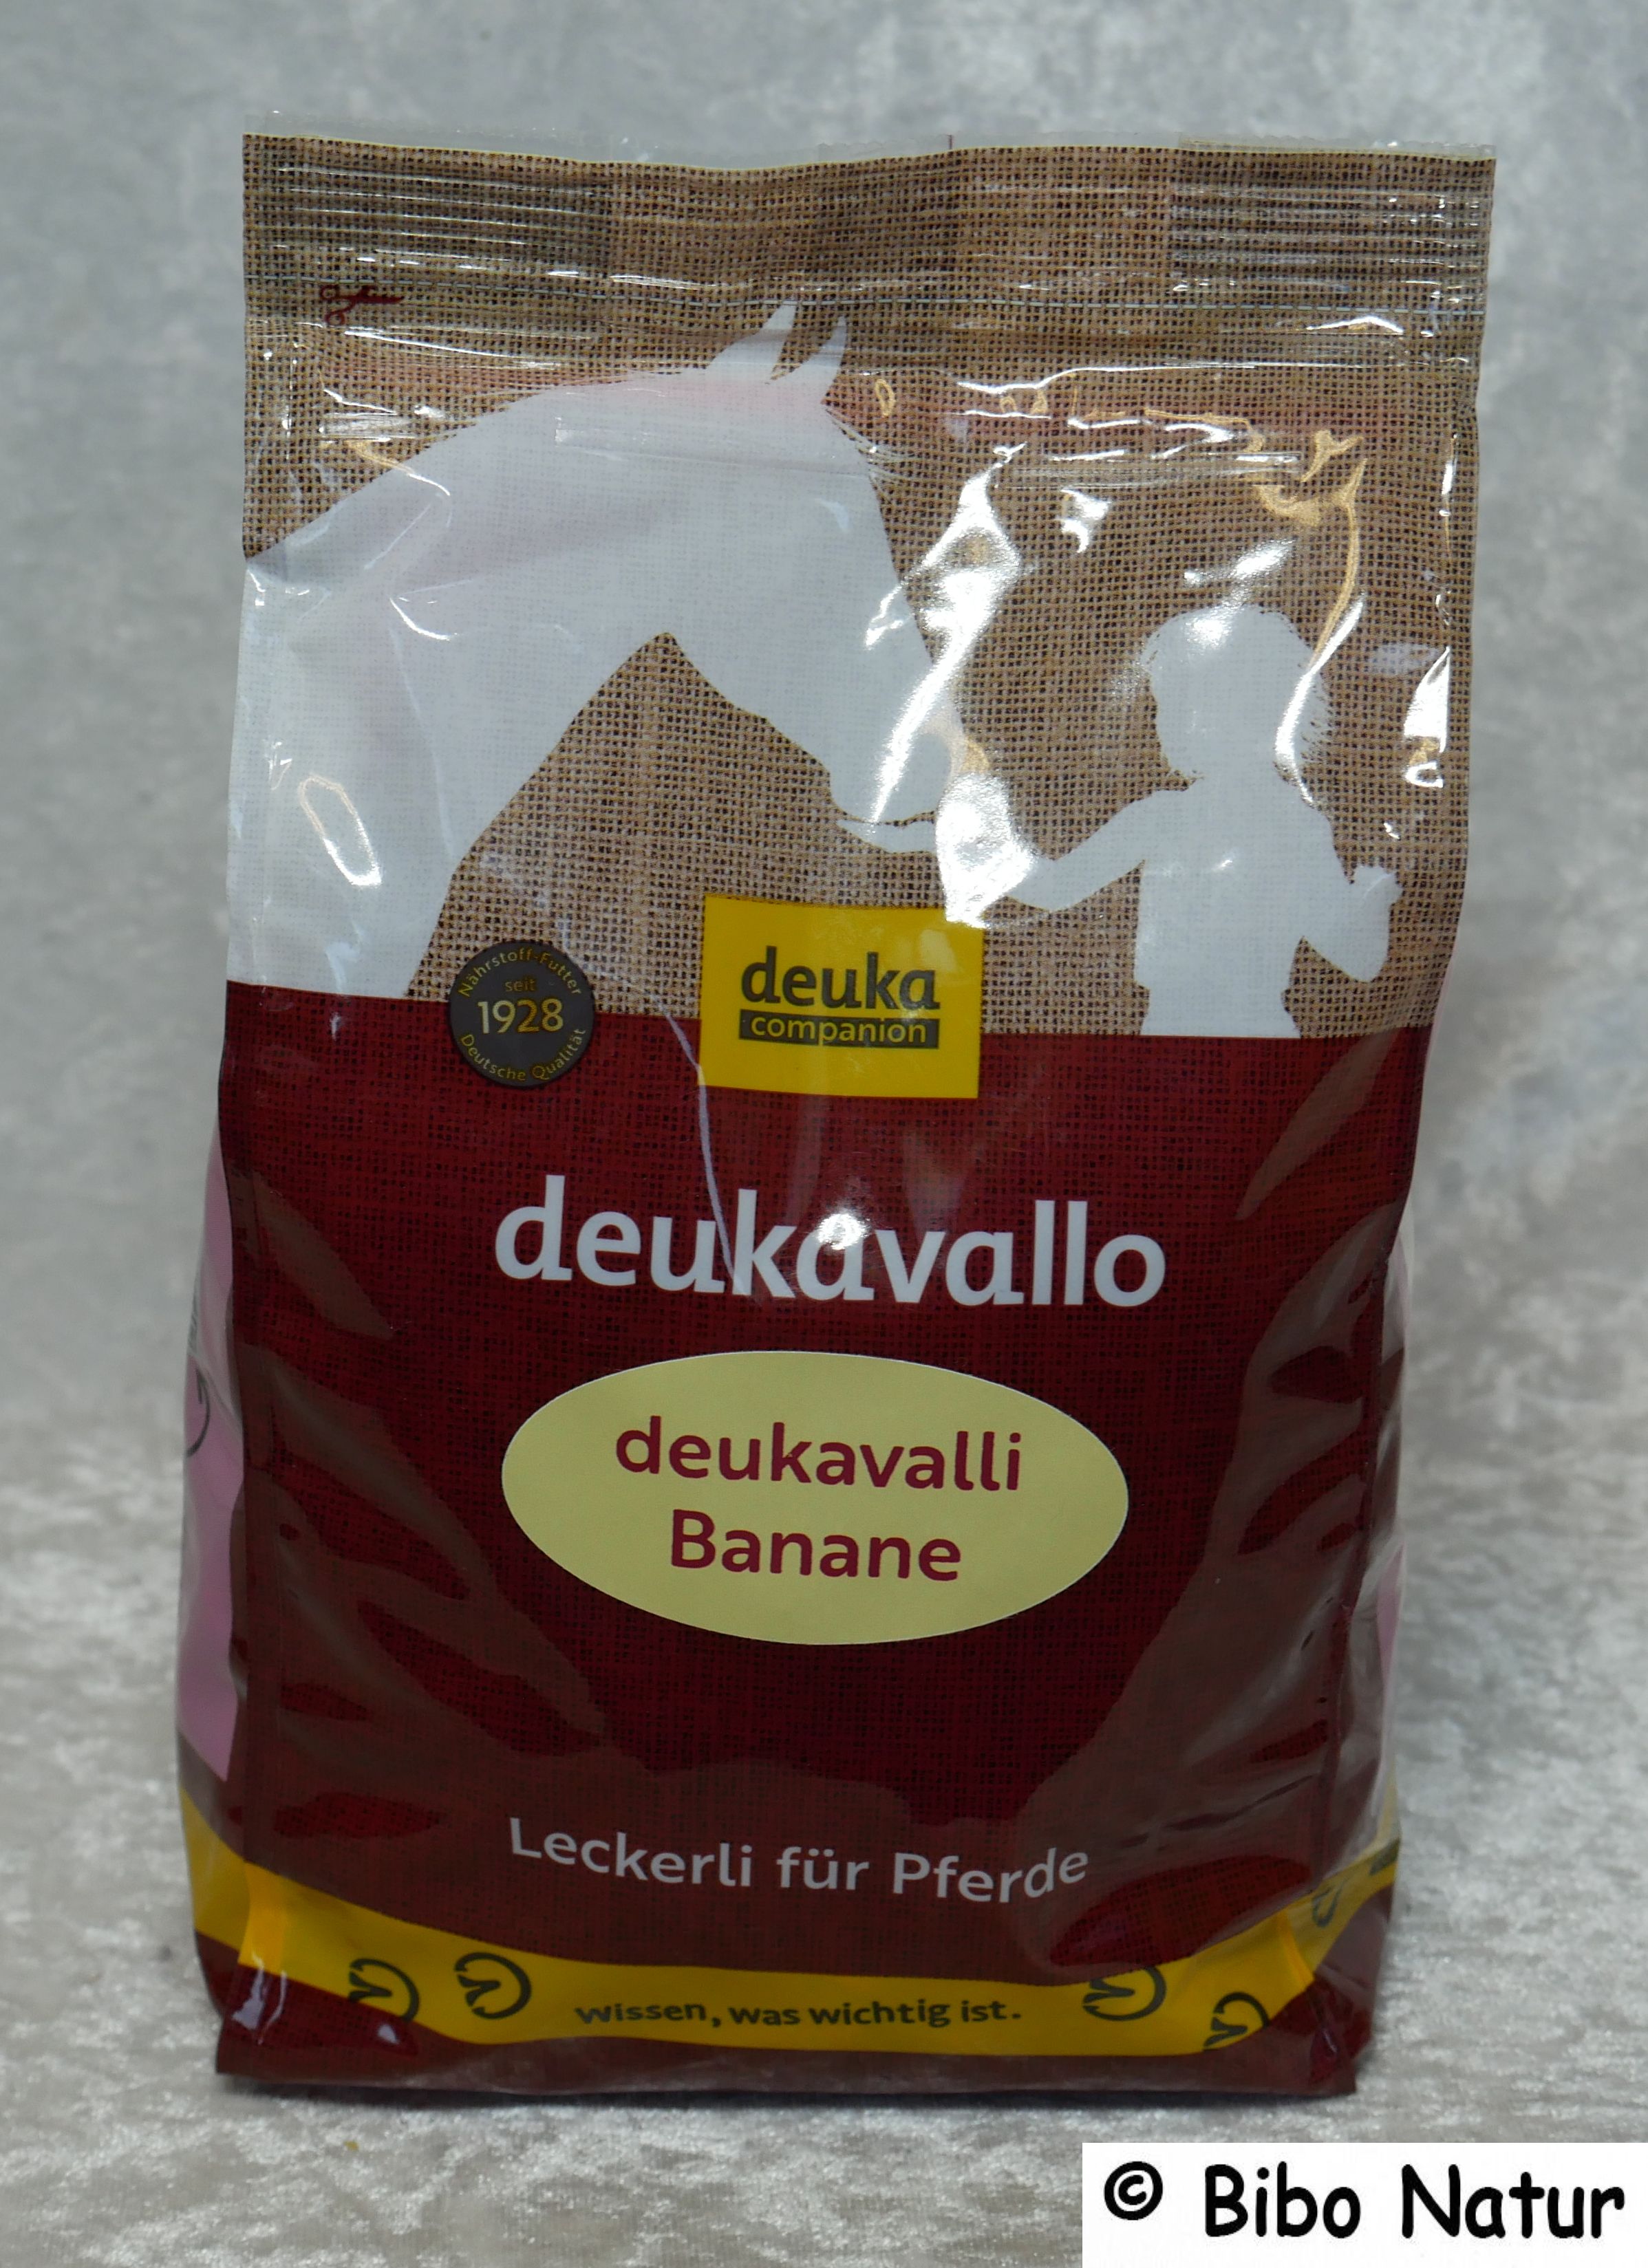 Nährstoff-Futter
seit
1928
Deutsche Qualität
deuka
companion
deukavallo
deukavalli
Banane
Leckerli für Pferde
wissen, was wichtig ist.
© Bibo Natur